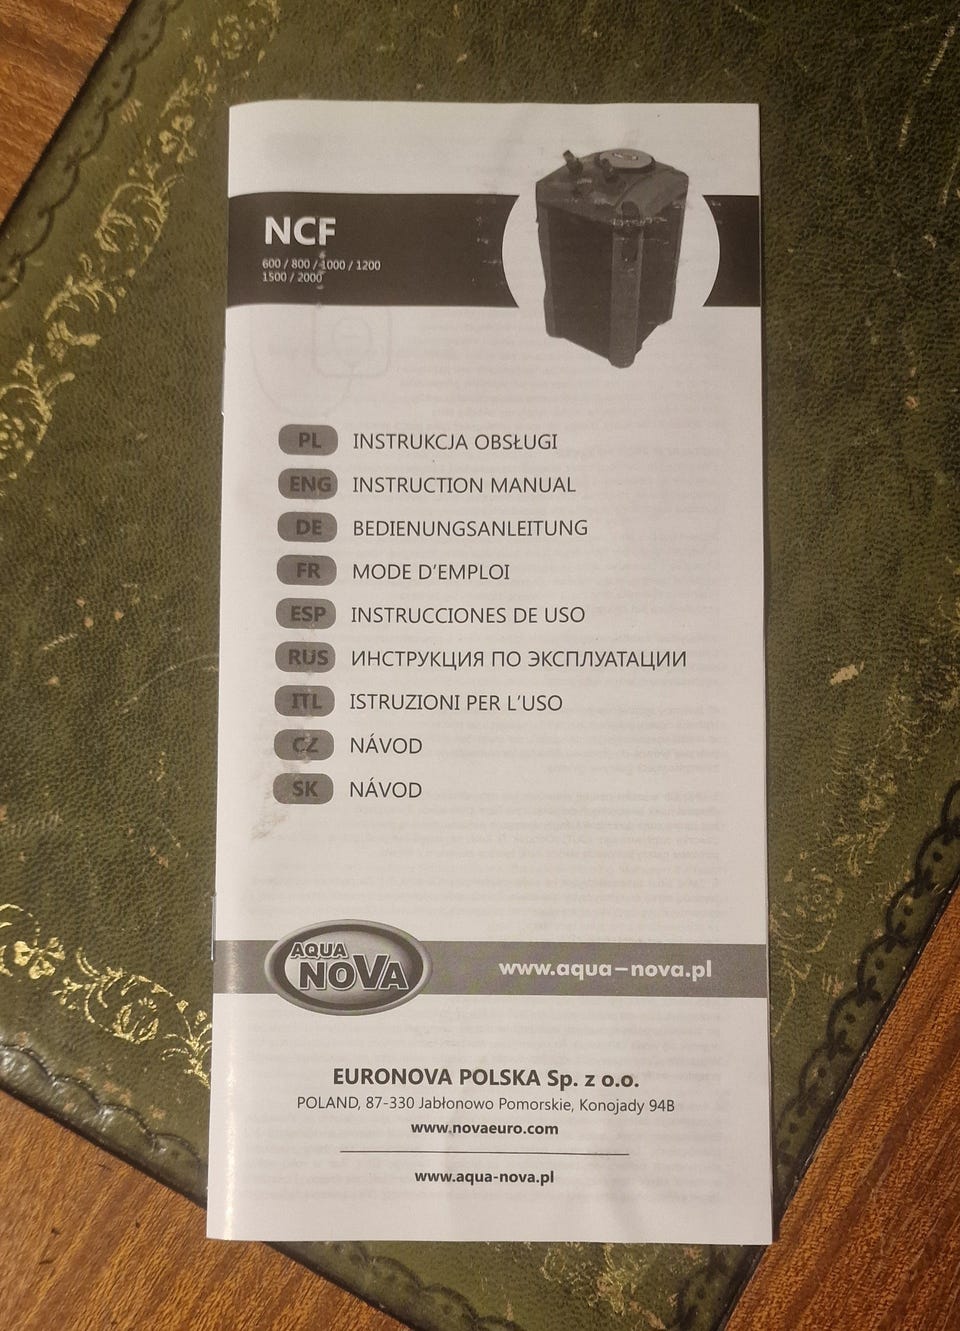 NCF
600 / 800 / 1000 / 1200
1500 / 2000
PL INSTRUKCJA OBSŁUGI
ENG INSTRUCTION MANUAL
DE BEDIENUNGSANLEITUNG
FR MODE D'EMPLOI
ESP INSTRUCCIONES DE USO
RUS ИНСТРУКЦИЯ ПО ЭКСПЛУАТАЦИИ
ITL ISTRUZIONI PER L'USO
CZ NÁVOD
SK NÁVOD
AQUA
NOVA
www.aqua-nova.pl
EURONOVA POLSKA Sp. z o.o.
POLAND, 87-330 Jabłonowo Pomorskie, Konojady 94B
www.novaeuro.com
www.aqua-nova.pl